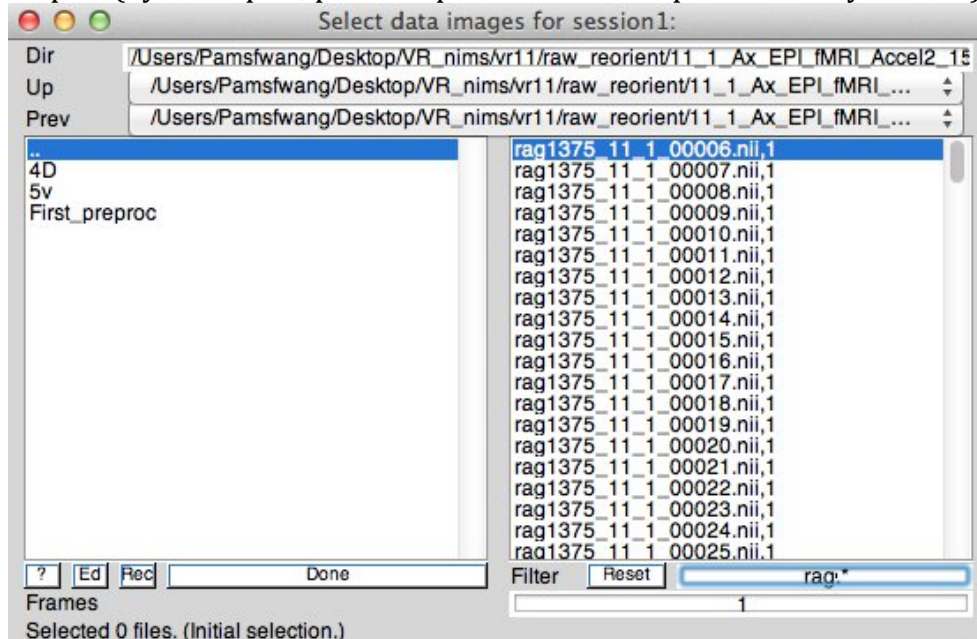 Select data images for session1:
Dir /Users/Pamsfwang/Desktop/VR_nims/vr11/raw_reorient/11_1_Ax_EPI_fMRI_Accel2_15
Up /Users/Pamsfwang/Desktop/VR_nims/vr11/raw_reorient/11_1_Ax_EPI_fMRI_...
Prev /Users/Pamsfwang/Desktop/VR_nims/vr11/raw_reorient/11_1_Ax_EPI_fMRI_...
..
4D
5v
First_preproc
rag1375_11_1_00006.nii,1
rag1375_11_1_00007.nii,1
rag1375_11_1_00008.nii,1
rag1375_11_1_00009.nii,1
rag1375_11_1_00010.nii,1
rag1375_11_1_00011.nii,1
rag1375_11_1_00012.nii,1
rag1375_11_1_00013.nii,1
rag1375_11_1_00014.nii,1
rag1375_11_1_00015.nii,1
rag1375_11_1_00016.nii,1
rag1375_11_1_00017.nii,1
rag1375_11_1_00018.nii,1
rag1375_11_1_00019.nii,1
rag1375_11_1_00020.nii,1
rag1375_11_1_00021.nii,1
rag1375_11_1_00022.nii,1
rag1375_11_1_00023.nii,1
rag1375_11_1_00024.nii,1
rag1375_11_1_00025.nii,1
? Ed Rec Done
Filter Reset rag.*
Frames 1
Selected 0 files. (Initial selection.)